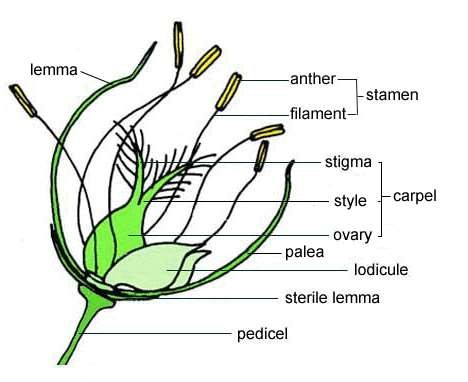 lemma
anther
stamen
filament
stigma
style
carpel
ovary
palea
lodicule
sterile lemma
pedicel